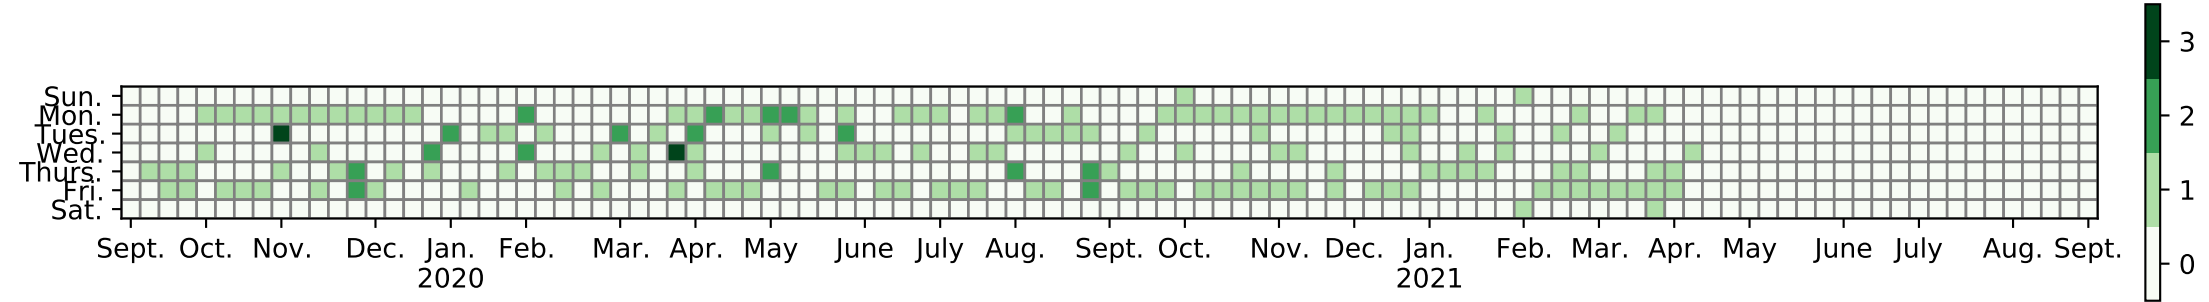 3
2
1
0
Sun.
Mon.
Tues.
Wed.
Thurs.
Fri.
Sat.
Sept. Oct. Nov. Dec. Jan. Feb. Mar. Apr. May June July Aug. Sept. Oct. Nov. Dec. Jan. Feb. Mar. Apr. May June July Aug. Sept.
2020 2021